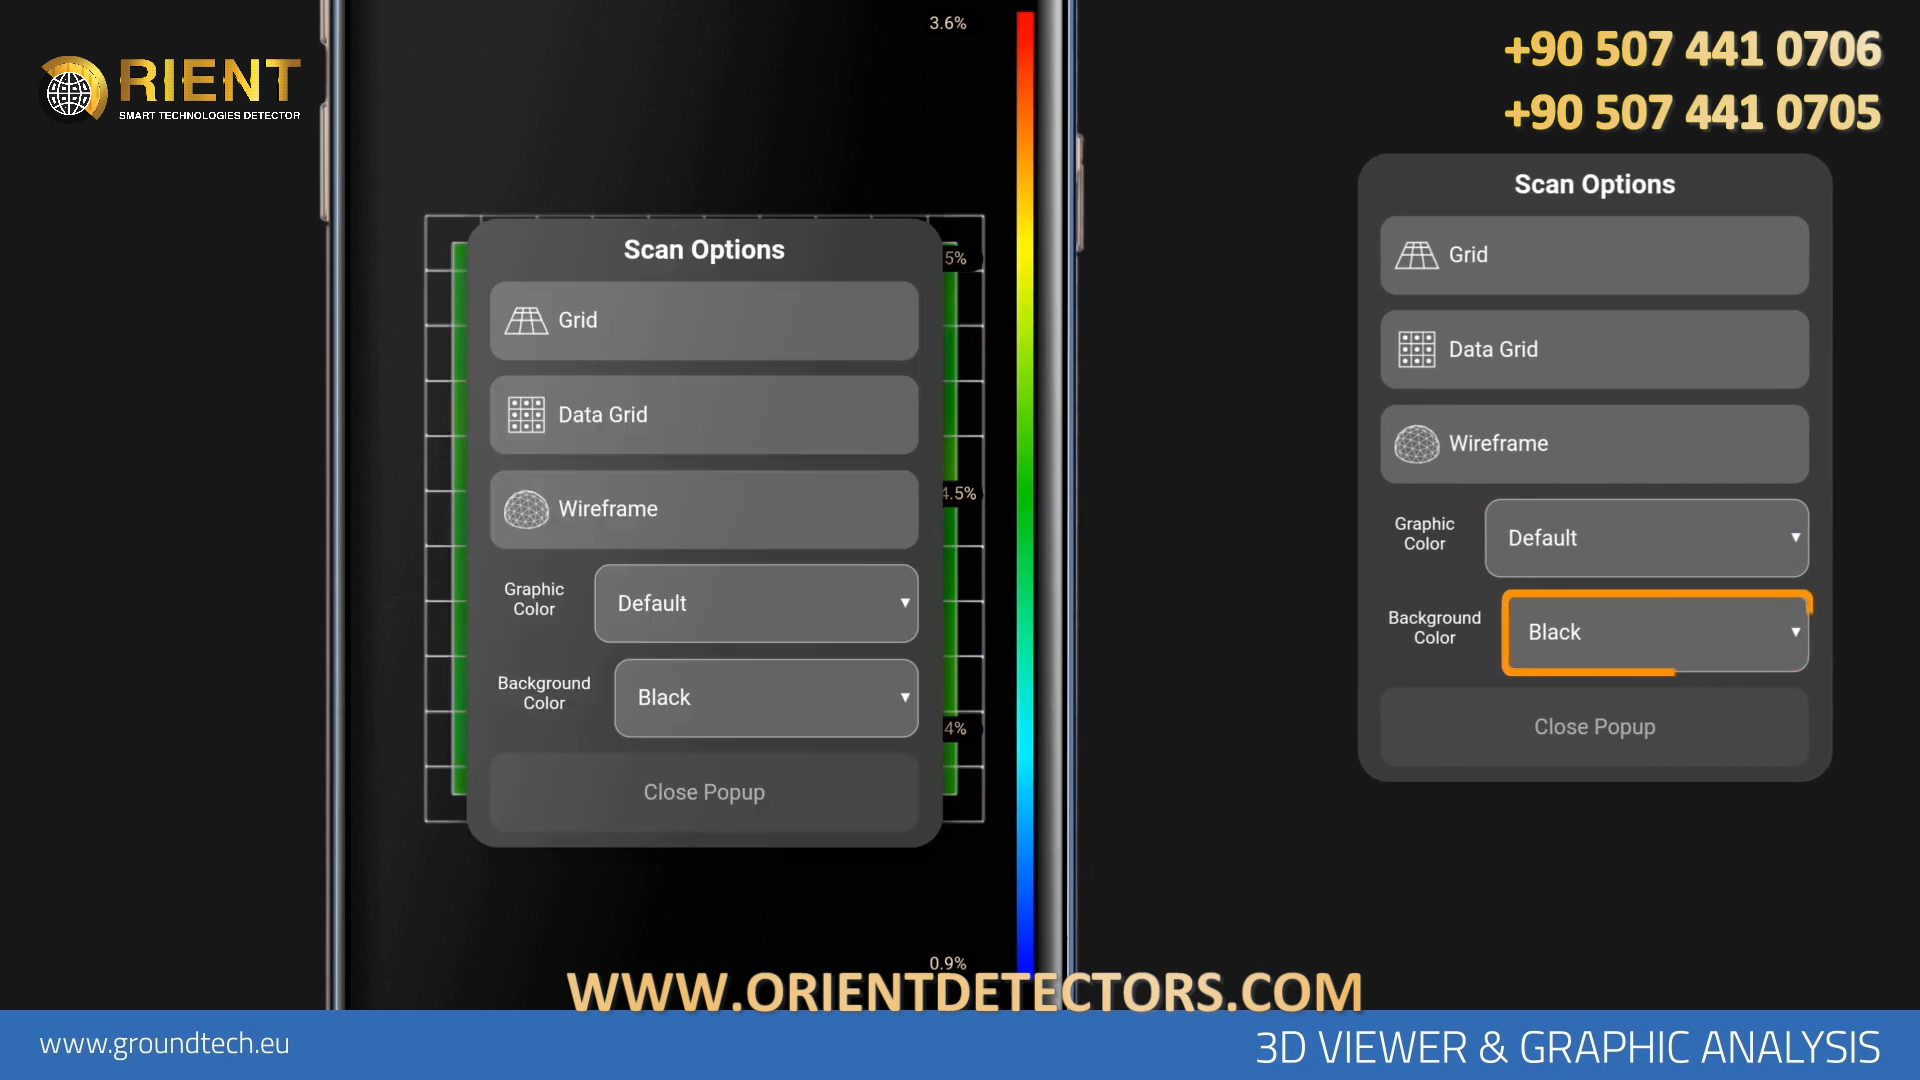 RIENT
SMART TECHNOLOGIES DETECTOR
+90 507 441 0706
+90 507 441 0705
3.6%
5%
4.5%
4%
0.9%
Scan Options
Grid
Data Grid
Wireframe
Graphic
Color
Default
Background
Color
Black
Close Popup
Scan Options
Grid
Data Grid
Wireframe
Graphic
Color
Default
Background
Color
Black
Close Popup
WWW.ORIENTDETECTORS.COM
www.groundtech.eu
3D VIEWER & GRAPHIC ANALYSIS